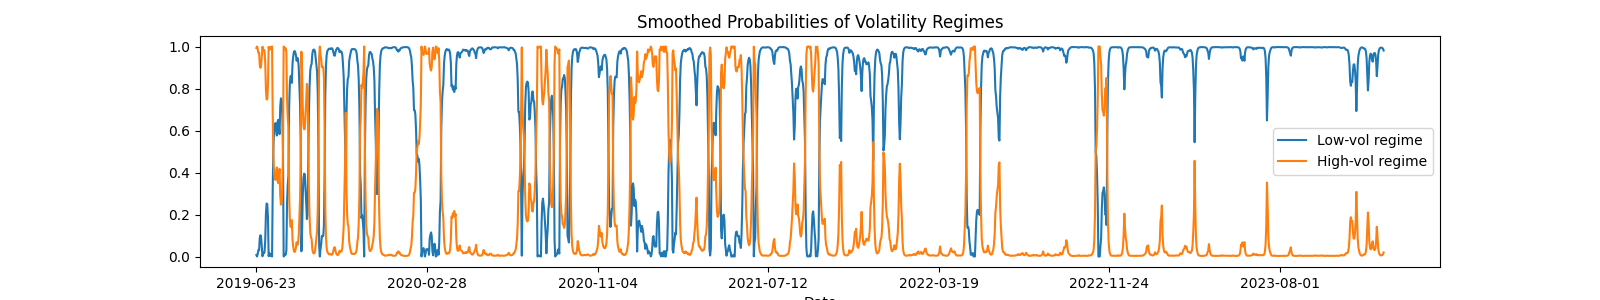 Smoothed Probabilities of Volatility Regimes
1.0
0.8
0.6
0.4
0.2
0.0
Low-vol regime
High-vol regime
2019-06-23 2020-02-28 2020-11-04 2021-07-12 2022-03-19 2022-11-24 2023-08-01
Date